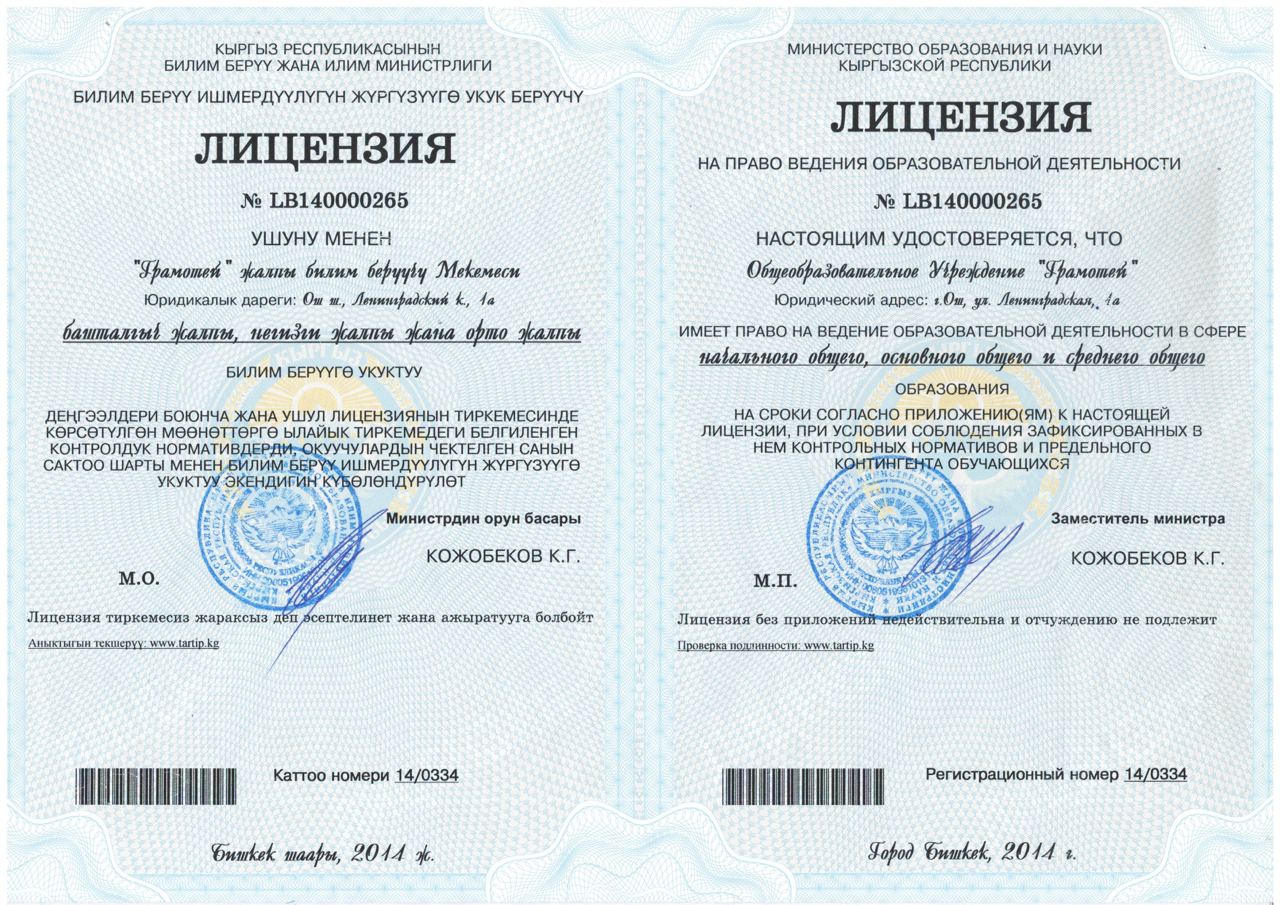 КЫРГЫЗ РЕСПУБЛИКАСЫНЫН
БИЛИМ БЕРҮҮ ЖАНА ИЛИМ МИНИСТРЛИГИ
БИЛИМ БЕРҮҮ ИШМЕРДҮҮЛҮГҮН ЖҮРГҮЗҮҮГӨ УКУК БЕРҮҮЧҮ
ЛИЦЕНЗИЯ
№ LB140000265
УШУНУ МЕНЕН
"Грамотей" жалпы билим берүүчү Мекемеси
Юридикалык дареги: Ош ш., Ленинградский к., 1а
башталгыч жалпы, негизги жалпы жана орто жалпы
БИЛИМ БЕРҮҮГӨ УКУКТУУ
ДЕҢГЭЭЛДЕРИ БОЮНЧА ЖАНА УШУЛ ЛИЦЕНЗИЯНЫН ТИРКЕМЕСИНДЕ
КӨРСӨТҮЛГӨН МӨӨНӨТТӨРГӨ ЫЛАЙЫК ТИРКЕМЕДЕГИ БЕЛГИЛЕНГЕН
КОНТРОЛДУК НОРМАТИВДЕРДИ, ОКУУЧУЛАРДЫН ЧЕКТЕЛГЕН САНЫН
САКТОО ШАРТЫ МЕНЕН БИЛИМ БЕРҮҮ ИШМЕРДҮҮЛҮГҮН ЖҮРГҮЗҮҮГӨ
УКУКТУУ ЭКЕНДИГИН КҮБӨЛӨНДҮРҮЛӨТ
Министрдин орун басары
КОЖОБЕКОВ К.Г.
М.О.
Лицензия тиркемесиз жараксыз деп эсептелинет жана ажыратууга болбойт
Аныктыгын текшерүү: www.tartip.kg
Каттоо номери 14/0334
Бишкек шаары, 2014 ж.
МИНИСТЕРСТВО ОБРАЗОВАНИЯ И НАУКИ
КЫРГЫЗСКОЙ РЕСПУБЛИКИ
ЛИЦЕНЗИЯ
НА ПРАВО ВЕДЕНИЯ ОБРАЗОВАТЕЛЬНОЙ ДЕЯТЕЛЬНОСТИ
№ LB140000265
НАСТОЯЩИМ УДОСТОВЕРЯЕТСЯ, ЧТО
Общеобразовательное Учреждение "Грамотей"
Юридический адрес: г.Ош, ул. Ленинградская, 1а
ИМЕЕТ ПРАВО НА ВЕДЕНИЕ ОБРАЗОВАТЕЛЬНОЙ ДЕЯТЕЛЬНОСТИ В СФЕРЕ
начального общего, основного общего и среднего общего
ОБРАЗОВАНИЯ
НА СРОКИ СОГЛАСНО ПРИЛОЖЕНИЮ(ЯМ) К НАСТОЯЩЕЙ
ЛИЦЕНЗИИ, ПРИ УСЛОВИИ СОБЛЮДЕНИЯ ЗАФИКСИРОВАННЫХ В
НЕМ КОНТРОЛЬНЫХ НОРМАТИВОВ И ПРЕДЕЛЬНОГО
КОНТИНГЕНТА ОБУЧАЮЩИХСЯ
Заместитель министра
КОЖОБЕКОВ К.Г.
М.П.
Лицензия без приложений недействительна и отчуждению не подлежит
Проверка подлинности: www.tartip.kg
Регистрационный номер 14/0334
Город Бишкек, 2014 г.